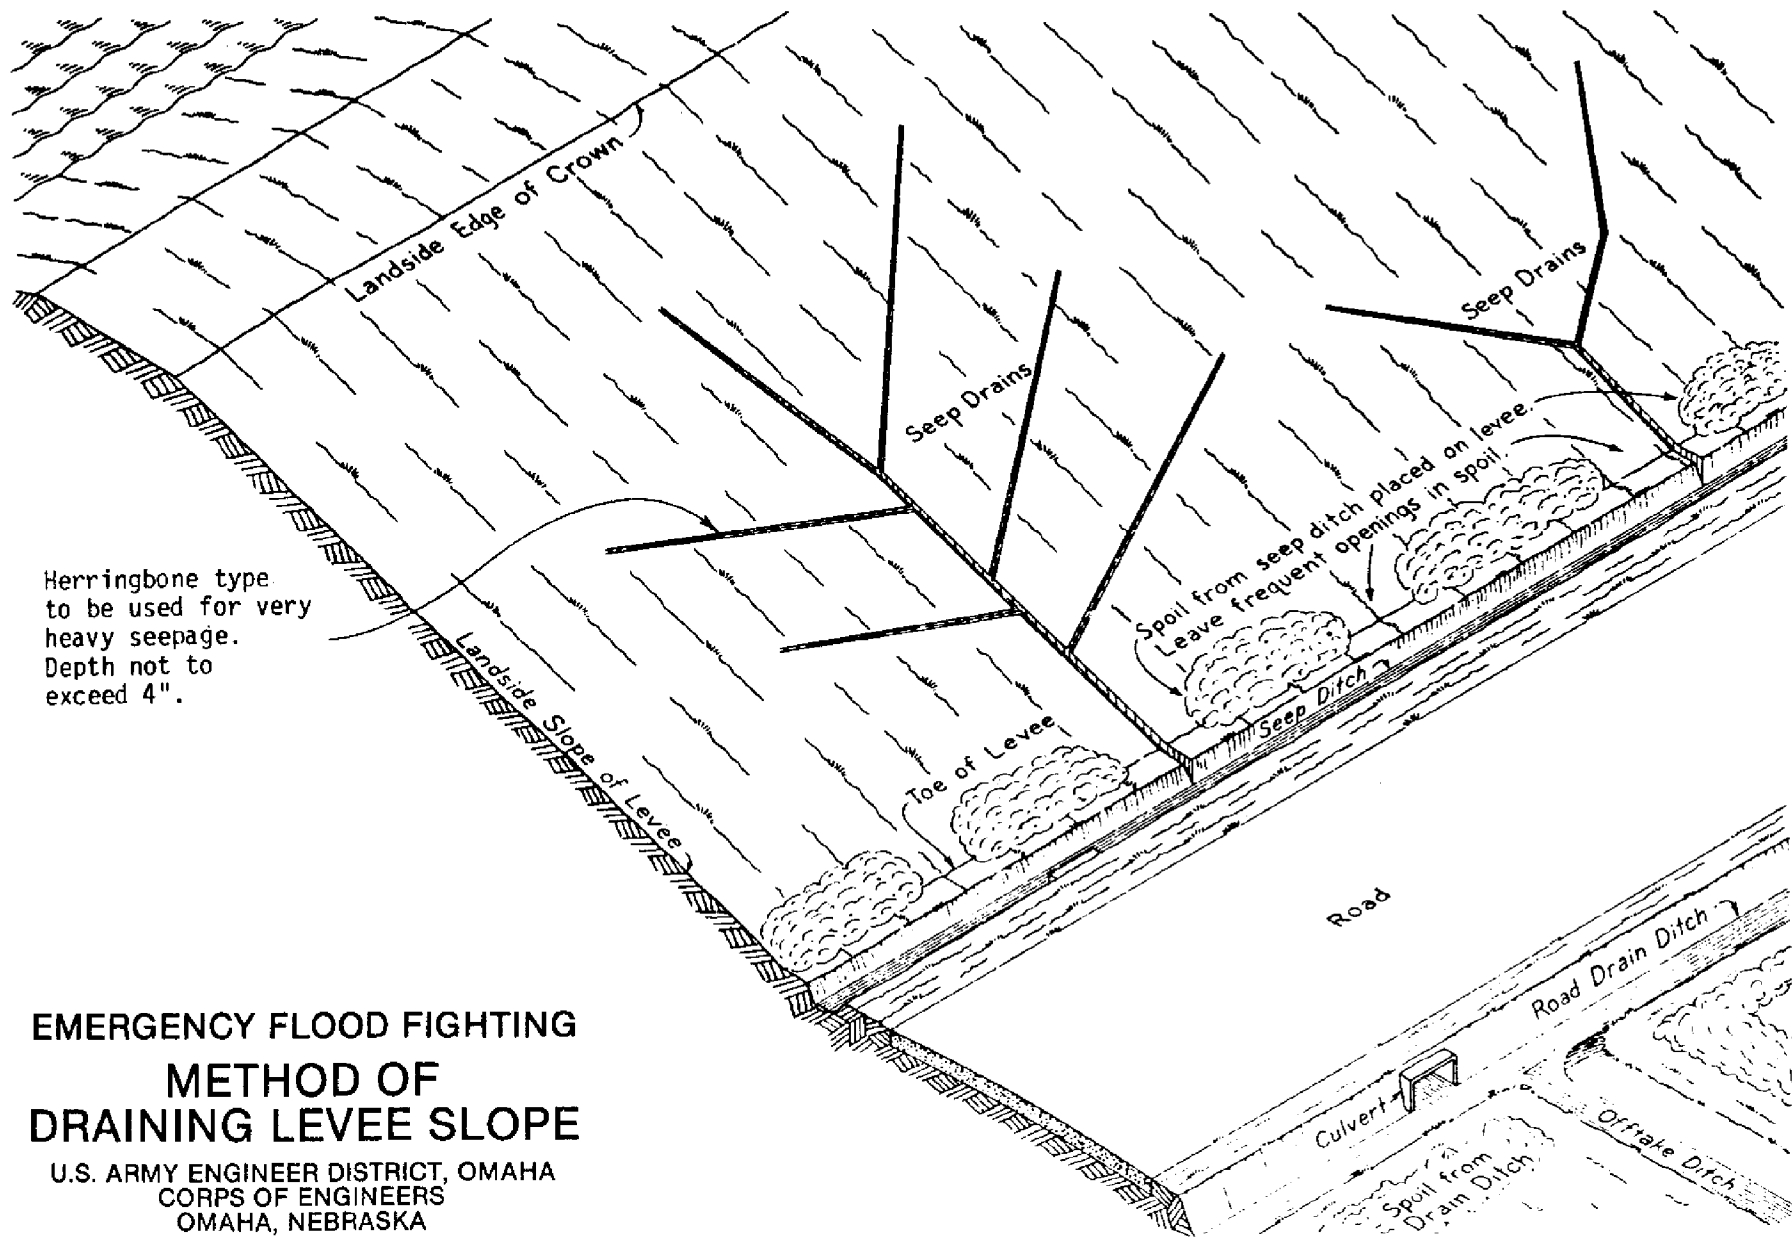 Landside Edge of Crown
Seep Drains
Seep Drains
Spoil from seep ditch placed on levee.
Leave frequent openings in spoil.
Herringbone type
to be used for very
heavy seepage.
Depth not to
exceed 4".
Landside Slope of Levee
Toe of Levee
Seep Ditch
Road
Road Drain Ditch
Culvert
Offtake Ditch
Spoil from
Drain Ditch
EMERGENCY FLOOD FIGHTING
METHOD OF
DRAINING LEVEE SLOPE
U.S. ARMY ENGINEER DISTRICT, OMAHA
CORPS OF ENGINEERS
OMAHA, NEBRASKA